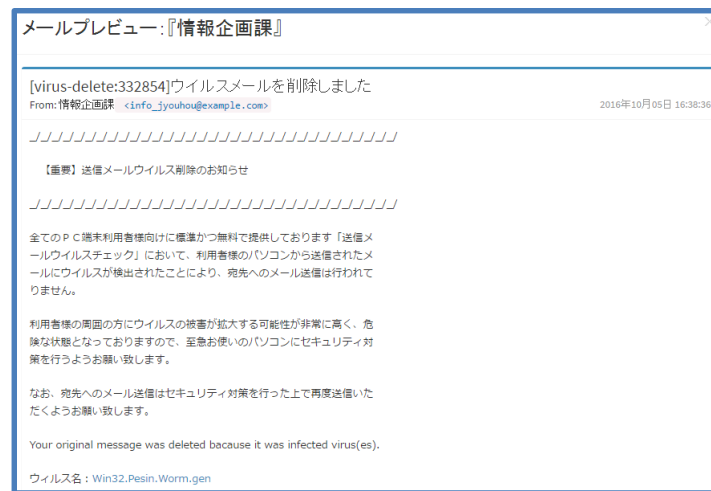 メールプレビュー：『情報企画課』
[virus-delete:332854]ウイルスメールを削除しました
From:情報企画課 <info_jyouhou@example.com>
2016年10月05日 16:38:36
_/_/_/_/_/_/_/_/_/_/_/_/_/_/_/_/_/_/_/_/_/_/_/_/_/_/_/_/_/_/_/_/_/
【重要】送信メールウイルス削除のお知らせ
_/_/_/_/_/_/_/_/_/_/_/_/_/_/_/_/_/_/_/_/_/_/_/_/_/_/_/_/_/_/_/_/_/
全てのＰＣ端末利用者様向けに標準かつ無料で提供しております「送信メ
ールウイルスチェック」において、利用者様のパソコンから送信されたメ
ールにウイルスが検出されたことにより、宛先へのメール送信は行われて
りません。
利用者様の周囲の方にウイルスの被害が拡大する可能性が非常に高く、危
険な状態となっておりますので、至急お使いのパソコンにセキュリティ対
策を行うようお願い致します。
なお、宛先へのメール送信はセキュリティ対策を行った上で再度送信いた
だくようお願い致します。
Your original message was deleted bacause it was infected virus(es).
ウィルス名：Win32.Pesin.Worm.gen